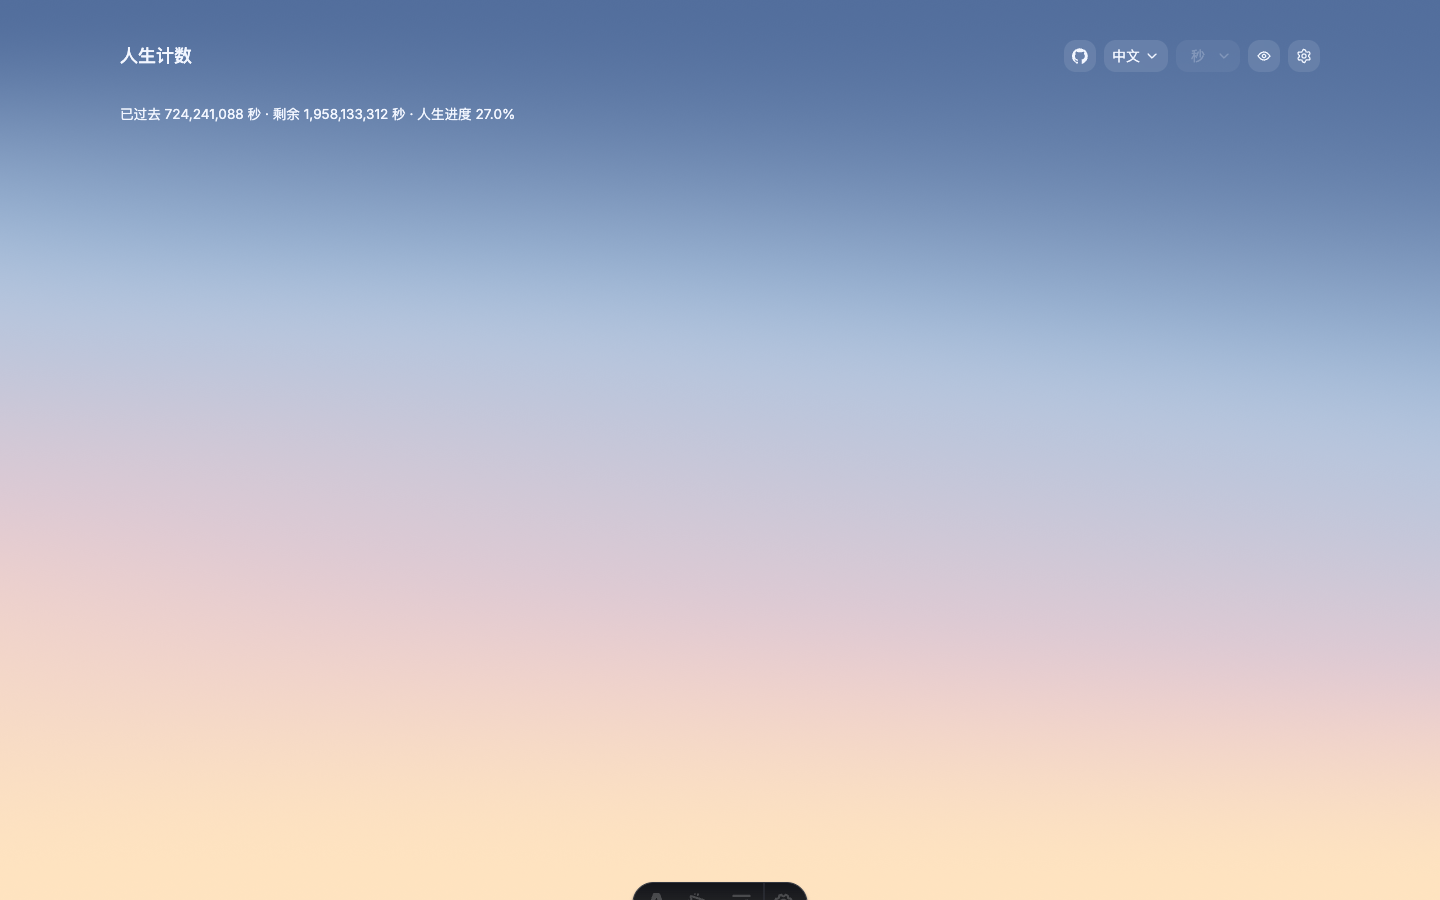 人生计数
中文
秒
已过去 724,241,088 秒 · 剩余 1,958,133,312 秒 · 人生进度 27.0%